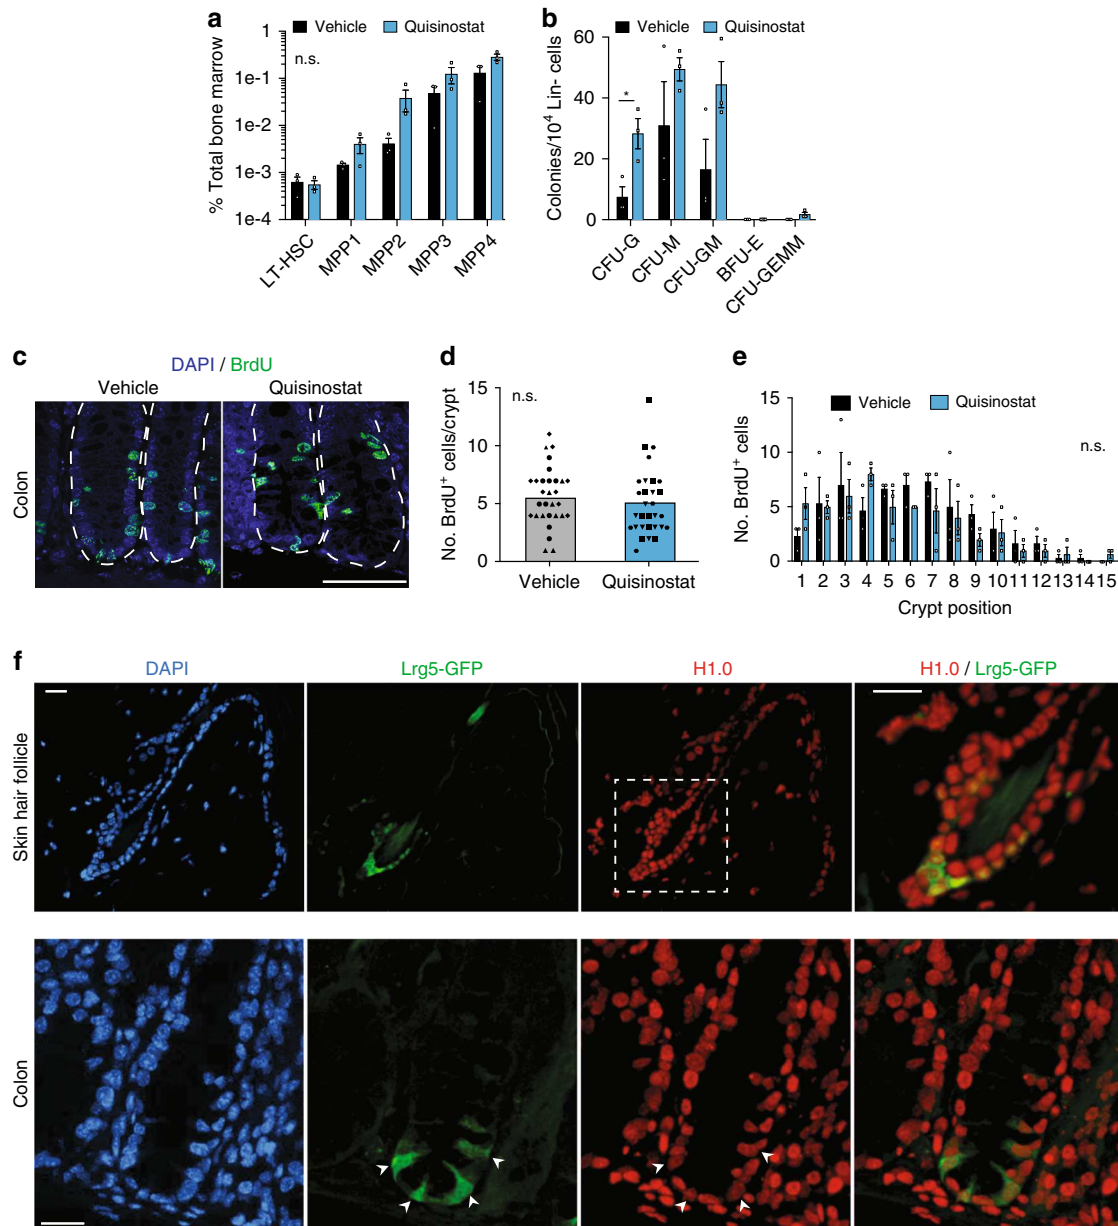 a
Vehicle Quisinostat
n.s.
% Total bone marrow
1
1e-1
1e-2
1e-3
1e-4
LT-HSC
MPP1
MPP2
MPP3
MPP4
b
Vehicle Quisinostat
Colonies/10⁴ Lin- cells
60
40
20
0
*
CFU-G
CFU-M
CFU-GM
BFU-E
CFU-GEMM
c
DAPI / BrdU
Vehicle Quisinostat
Colon
d
n.s.
No. BrdU⁺ cells/crypt
15
10
5
0
Vehicle Quisinostat
e
Vehicle Quisinostat
n.s.
No. BrdU⁺ cells
15
10
5
0
1 2 3 4 5 6 7 8 9 10 11 12 13 14 15
Crypt position
f
DAPI Lrg5-GFP H1.0 H1.0 / Lrg5-GFP
Skin hair follicle
Colon